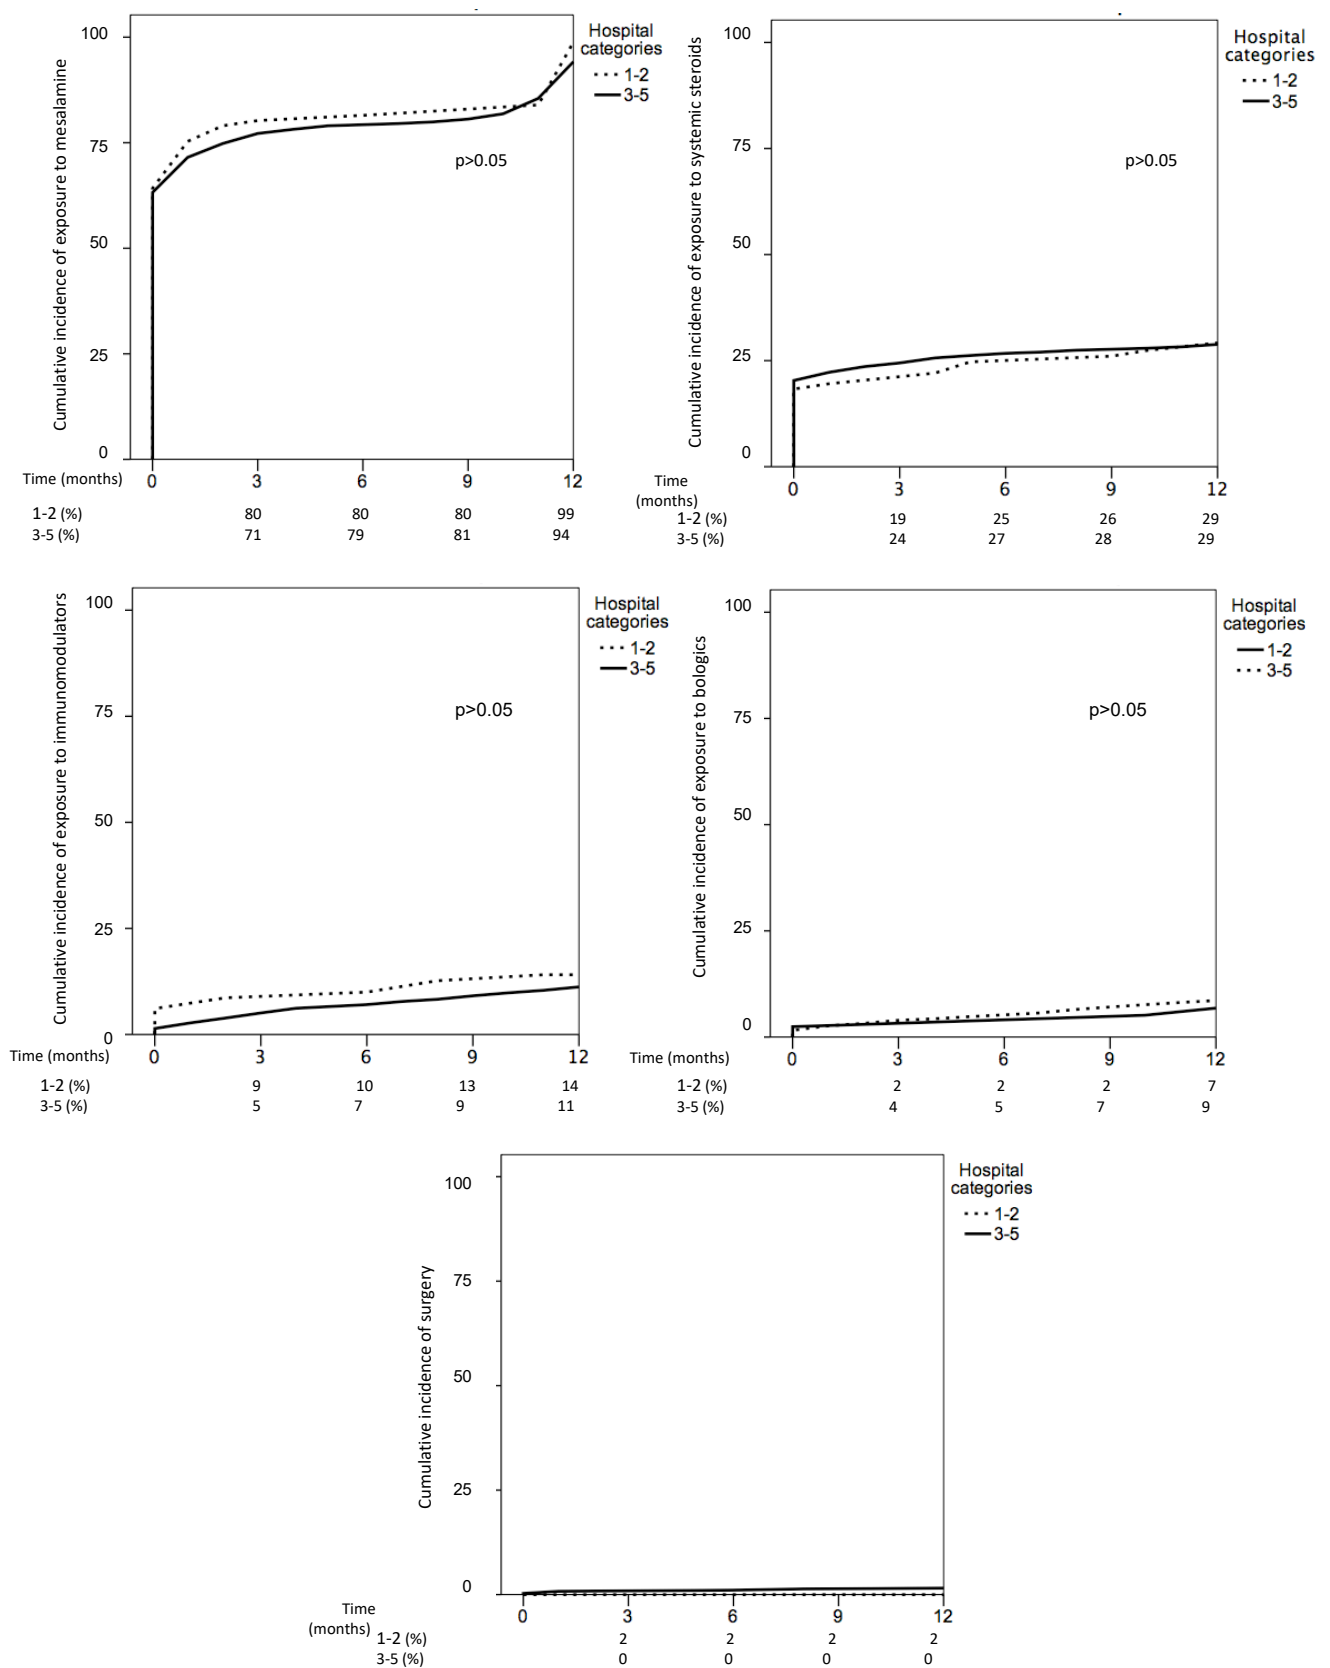 Cumulative incidence of exposure to mesalamine
100
75
50
25
0
Hospital
categories
1-2
3-5
p>0.05
Time (months)
0 3 6 9 12
1-2 (%) 80 80 80 99
3-5 (%) 71 79 81 94
Cumulative incidence of exposure to systemic steroids
100
75
50
25
0
Hospital
categories
1-2
3-5
p>0.05
Time
(months)
0 3 6 9 12
1-2 (%) 19 25 26 29
3-5 (%) 24 27 28 29
Cumulative incidence of exposure to immunomodulators
100
75
50
25
0
Hospital
categories
1-2
3-5
p>0.05
Time (months)
0 3 6 9 12
1-2 (%) 9 10 13 14
3-5 (%) 5 7 9 11
Cumulative incidence of exposure to bologics
100
75
50
25
0
Hospital
categories
1-2
3-5
p>0.05
Time (months)
0 3 6 9 12
1-2 (%) 2 2 2 7
3-5 (%) 4 5 7 9
Cumulative incidence of surgery
100
75
50
25
0
Hospital
categories
1-2
3-5
Time
(months)
0 3 6 9 12
1-2 (%) 2 2 2 2
3-5 (%) 0 0 0 0